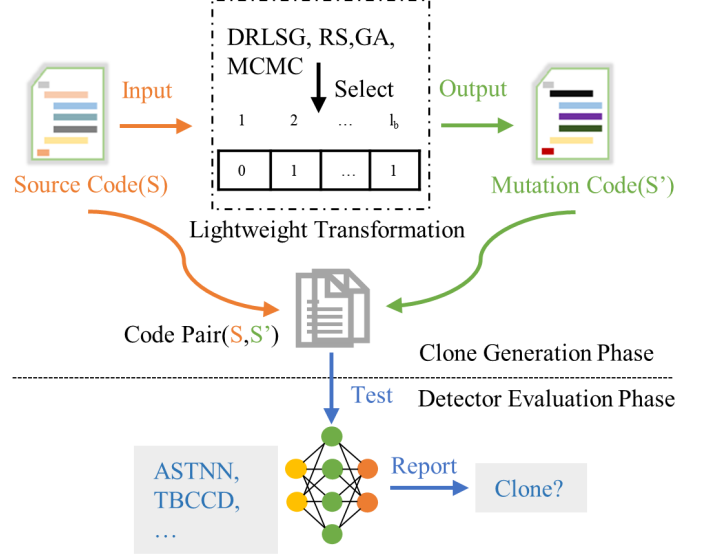 DRLSG, RS,GA,
MCMC
Select
Input
Output
1 2 ... l_b
0 1 ... 1
Source Code(S)
Mutation Code(S’)
Lightweight Transformation
Code Pair(S,S’)
Clone Generation Phase
Test
Detector Evaluation Phase
ASTNN,
TBCCD,
...
Report
Clone?